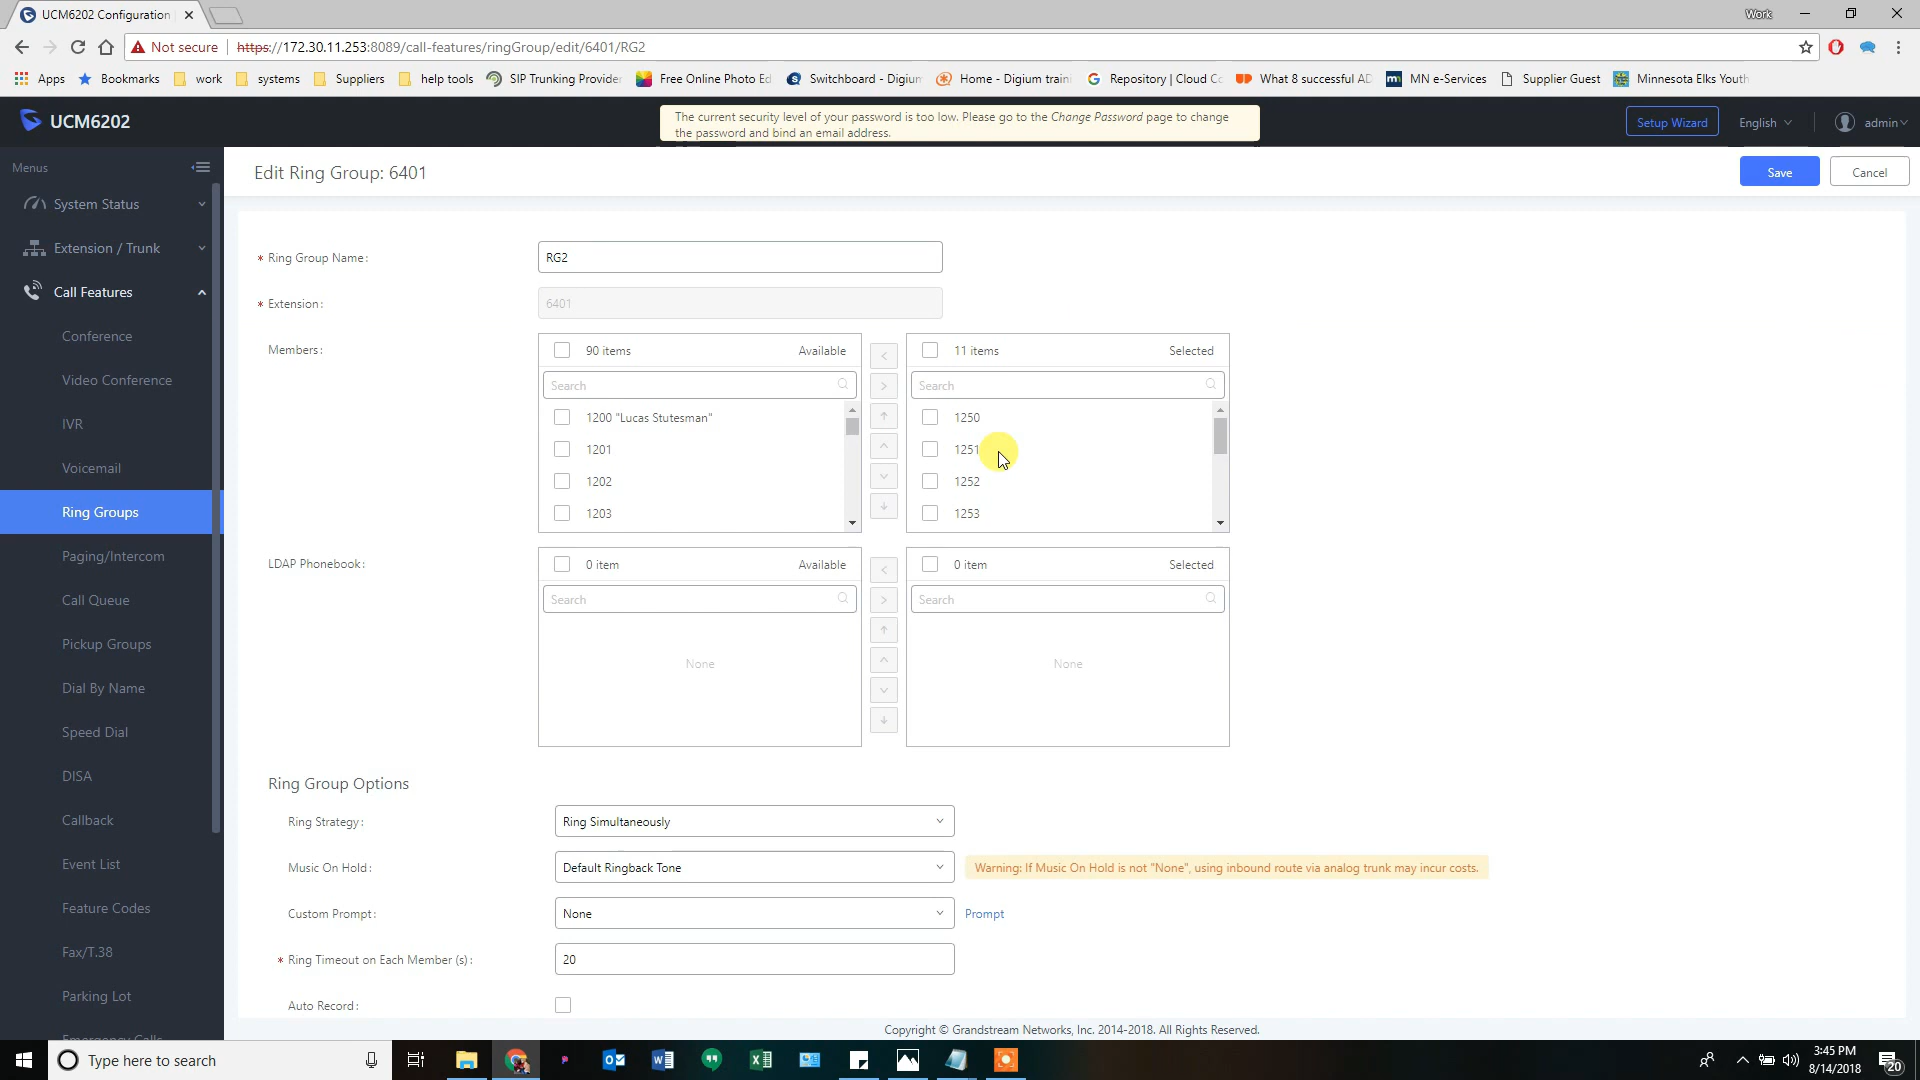 UCM6202 Configuration
Work
Not secure
https://172.30.11.253:8089/call-features/ringGroup/edit/6401/RG2
Apps
Bookmarks
work
systems
Suppliers
help tools
SIP Trunking Provider
Free Online Photo Ed
Switchboard - Digium
Home - Digium traini
Repository | Cloud Co
What 8 successful AD
MN e-Services
Supplier Guest
Minnesota Elks Youth
UCM6202
The current security level of your password is too low. Please go to the Change Password page to change
the password and bind an email address.
Setup Wizard
English
admin
Menus
System Status
Extension / Trunk
Call Features
Conference
Video Conference
IVR
Voicemail
Ring Groups
Paging/Intercom
Call Queue
Pickup Groups
Dial By Name
Speed Dial
DISA
Callback
Event List
Feature Codes
Fax/T.38
Parking Lot
Emergency Calls
Edit Ring Group: 6401
Save
Cancel
* Ring Group Name:
RG2
* Extension:
6401
Members:
90 items
Available
Search
1200 "Lucas Stutesman"
1201
1202
1203
11 items
Selected
Search
1250
1251
1252
1253
LDAP Phonebook:
0 item
Available
Search
None
0 item
Selected
Search
None
Ring Group Options
Ring Strategy:
Ring Simultaneously
Music On Hold:
Default Ringback Tone
Warning: If Music On Hold is not "None", using inbound route via analog trunk may incur costs.
Custom Prompt:
None
Prompt
* Ring Timeout on Each Member (s):
20
Auto Record:
Copyright © Grandstream Networks, Inc. 2014-2018. All Rights Reserved.
Type here to search
3:45 PM
8/14/2018
20